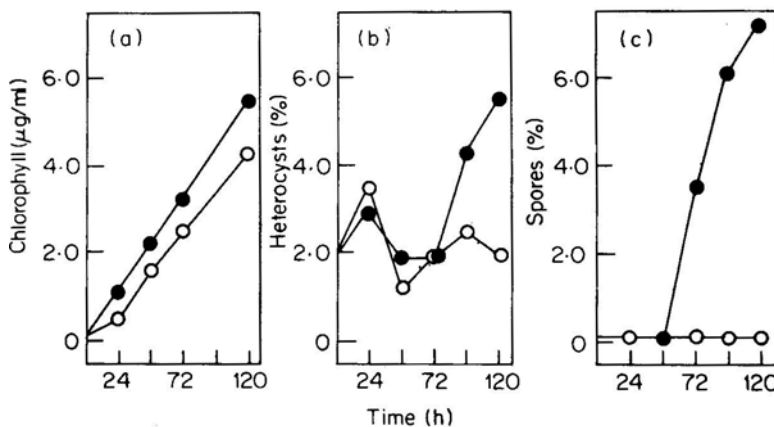 (a)
Chlorophyll (µg/ml)
6·0
4·0
2·0
0
24 72 120
(b)
Heterocysts (%)
6·0
4·0
2·0
0
24 72 120
(c)
Spores (%)
6·0
4·0
2·0
0
24 72 120
Time (h)